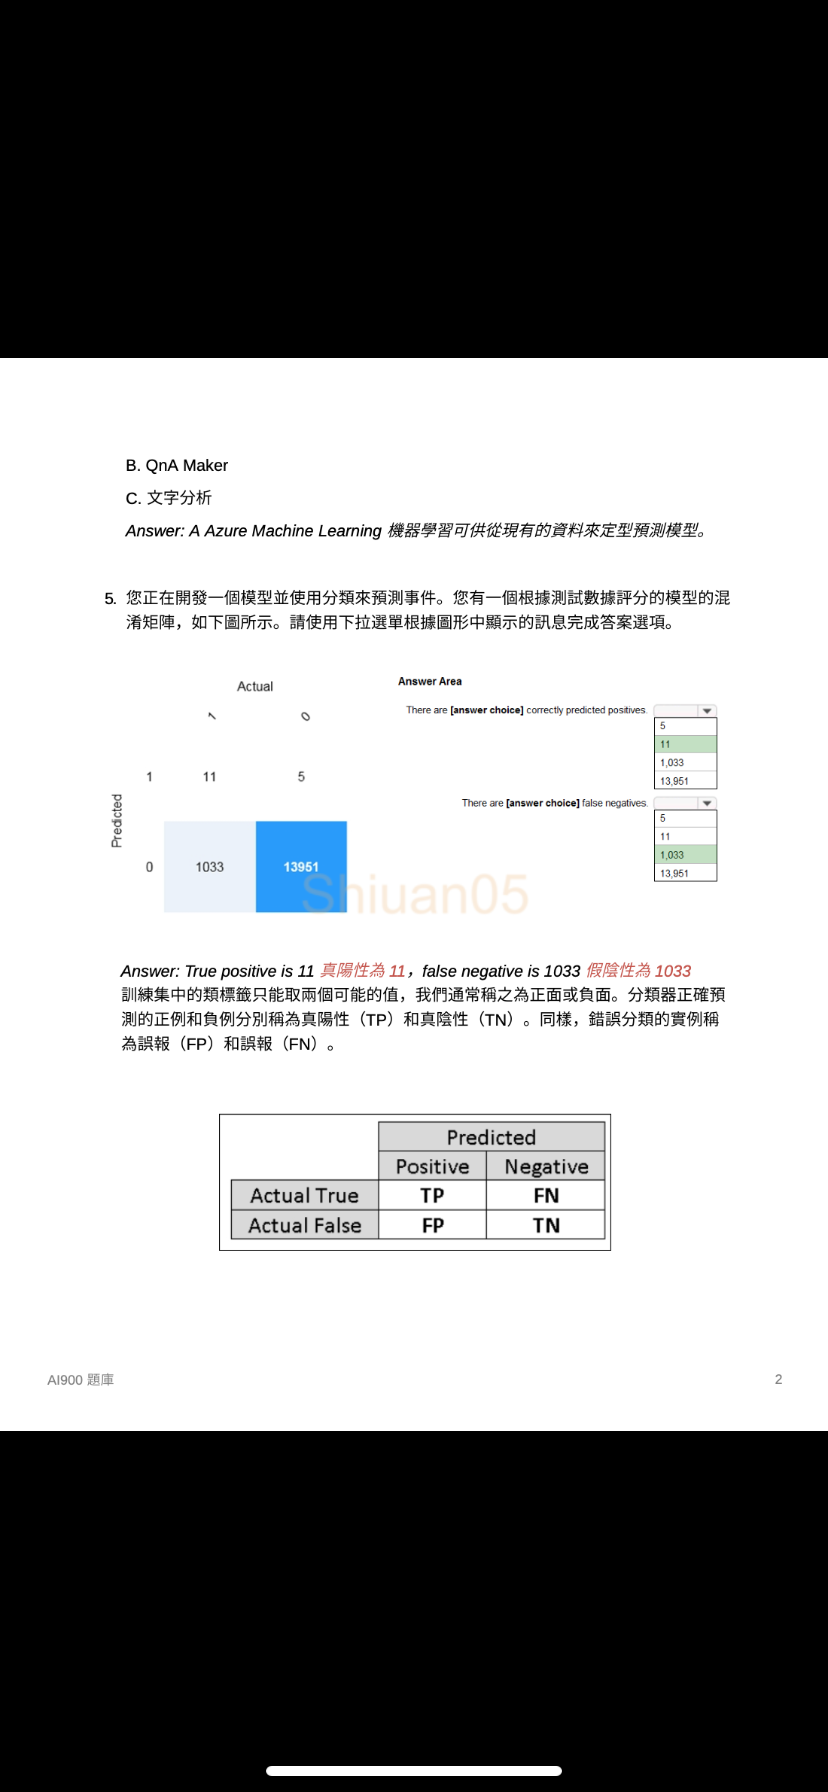 B. QnA Maker
C. 文字分析
Answer: A Azure Machine Learning 機器學習可供從現有的資料來定型預測模型。
5. 您正在開發一個模型並使用分類來預測事件。您有一個根據測試數據評分的模型的混
淆矩陣，如下圖所示。請使用下拉選單根據圖形中顯示的訊息完成答案選項。
Actual
1 0
1 11 5
Predicted
0 1033 13951
Answer Area
There are [answer choice] correctly predicted positives.
5
11
1,033
13,951
There are [answer choice] false negatives.
5
11
1,033
13,951
Shiuan05
Answer: True positive is 11 真陽性為 11，false negative is 1033 假陰性為 1033
訓練集中的類標籤只能取兩個可能的值，我們通常稱之為正面或負面。分類器正確預
測的正例和負例分別稱為真陽性（TP）和真陰性（TN）。同樣，錯誤分類的實例稱
為誤報（FP）和誤報（FN）。
Predicted
Positive Negative
Actual True TP FN
Actual False FP TN
AI900 題庫 2